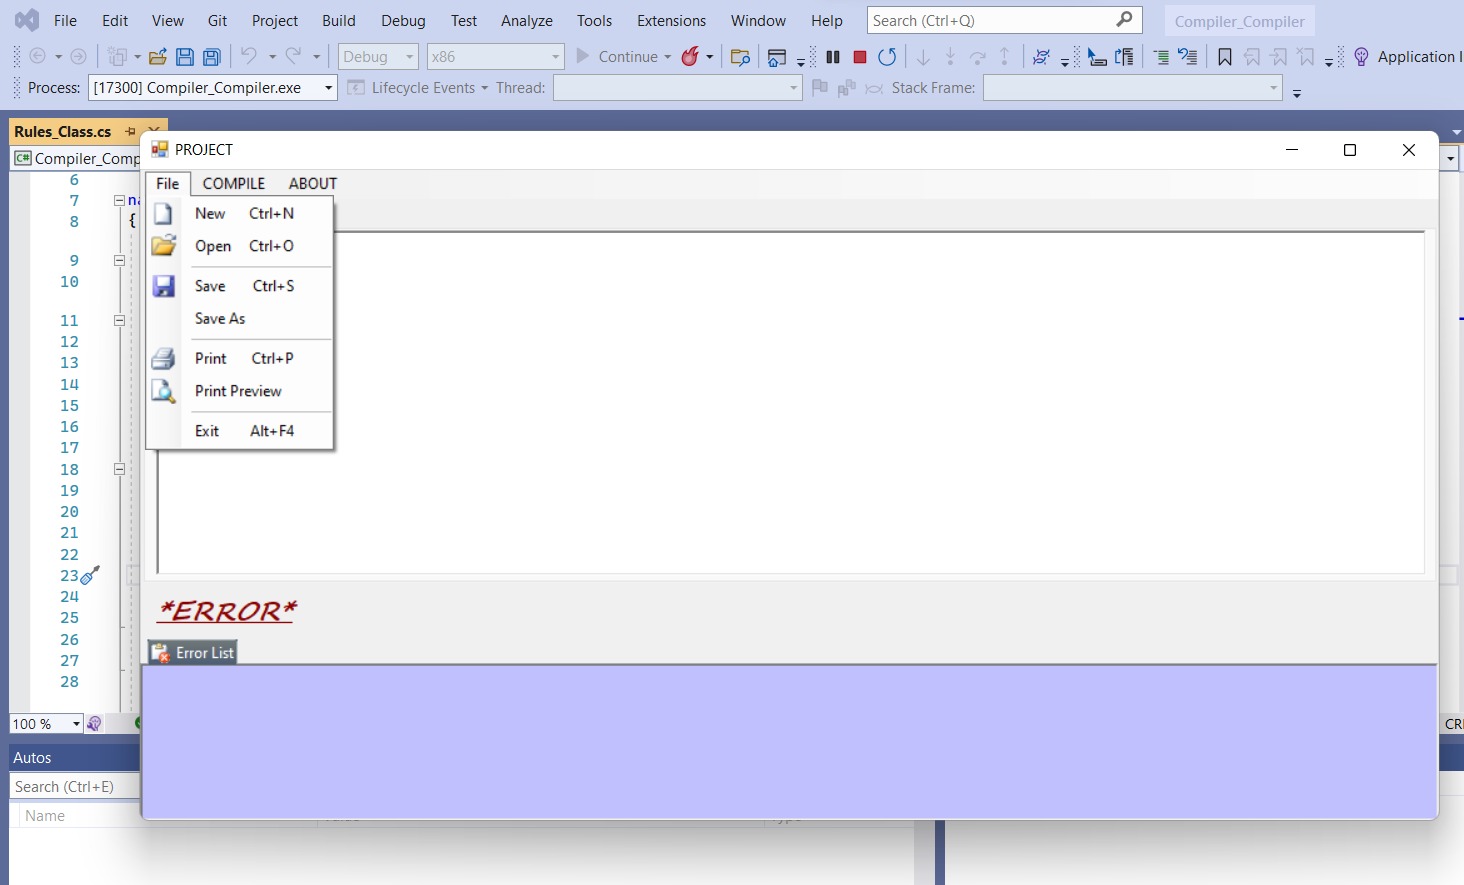 File Edit View Git Project Build Debug Test Analyze Tools Extensions Window Help Search (Ctrl+Q) Compiler_Compiler
Debug x86 Continue Application I
Process: [17300] Compiler_Compiler.exe Lifecycle Events Thread: Stack Frame:
Rules_Class.cs
PROJECT
Compiler_Comp
File COMPILE ABOUT
New Ctrl+N
Open Ctrl+O
Save Ctrl+S
Save As
Print Ctrl+P
Print Preview
Exit Alt+F4
6
7 na
8 {
9
10
11
12
13
14
15
16
17
18
19
20
21
22
23
24
25
26
27
28
*ERROR*
Error List
100 % CR
Autos
Search (Ctrl+E)
Name